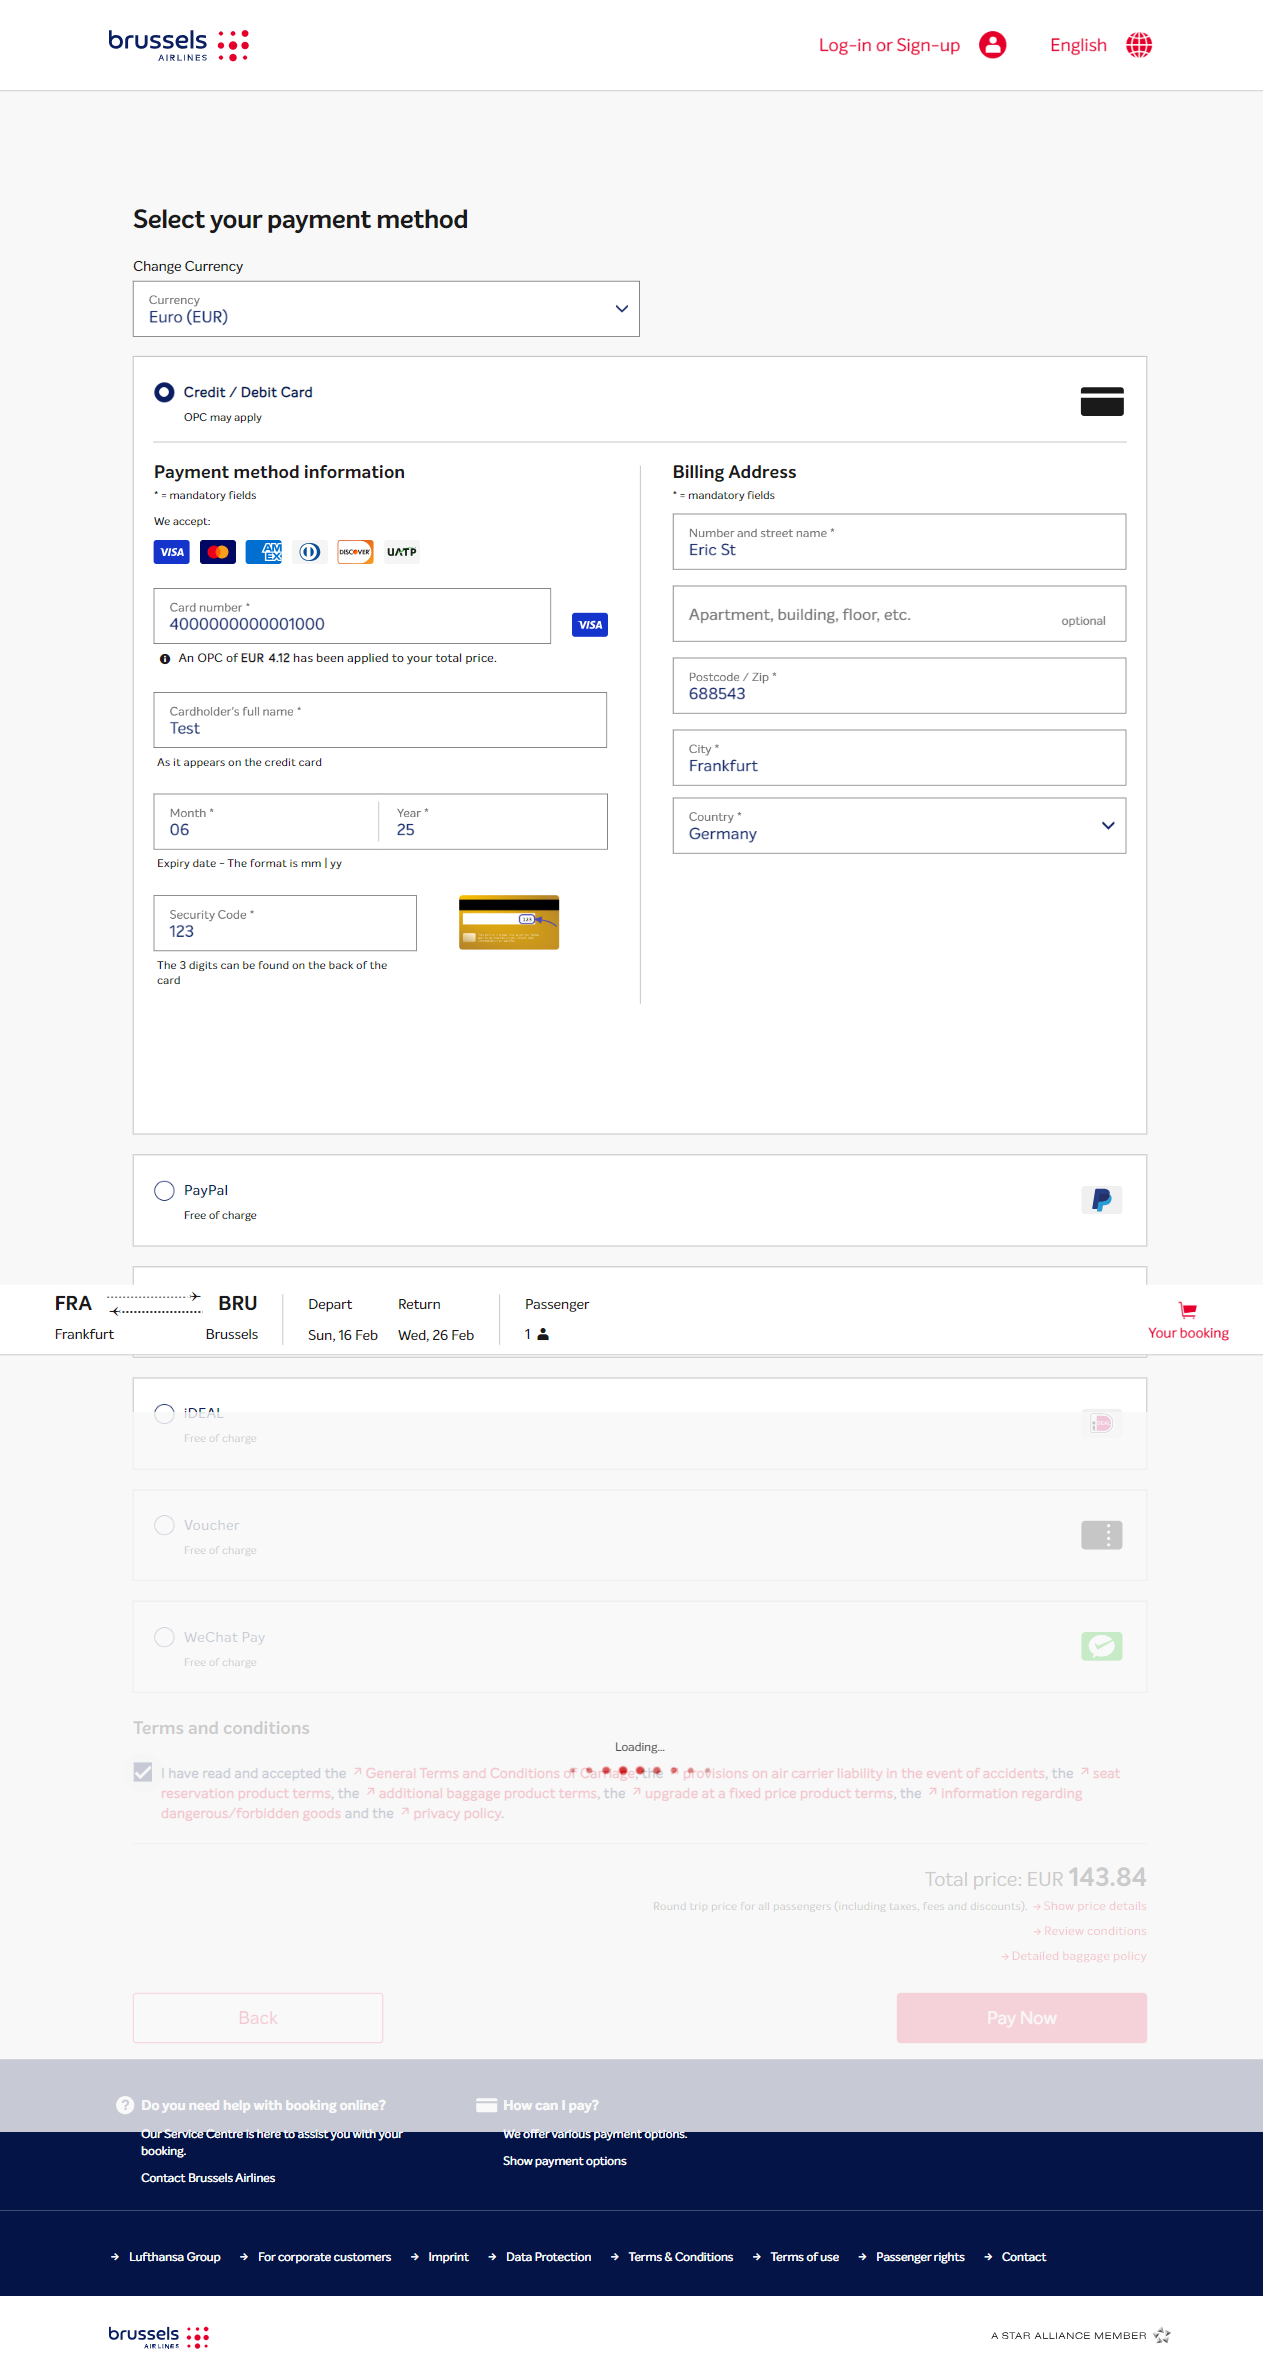 brussels
AIRLINES
Log-in or Sign-up
English
Select your payment method
Change Currency
Currency
Euro (EUR)
Credit / Debit Card
OPC may apply
Payment method information
* = mandatory fields
We accept:
VISA
AM
EX
DISCOVER
UATP
Card number *
4000000000001000
VISA
An OPC of EUR 4.12 has been applied to your total price.
Cardholder's full name *
Test
As it appears on the credit card
Month *
06
Year *
25
Expiry date - The format is mm | yy
Security Code *
123
123
The 3 digits can be found on the back of the
card
Billing Address
* = mandatory fields
Number and street name *
Eric St
Apartment, building, floor, etc.
optional
Postcode / Zip *
688543
City *
Frankfurt
Country *
Germany
PayPal
Free of charge
FRA
BRU
Frankfurt
Brussels
Depart
Return
Sun, 16 Feb
Wed, 26 Feb
Passenger
1
Your booking
iDEAL
Free of charge
Voucher
Free of charge
WeChat Pay
Free of charge
Terms and conditions
Loading...
I have read and accepted the General Terms and Conditions of Carriage, the provisions on air carrier liability in the event of accidents, the seat
reservation product terms, the additional baggage product terms, the upgrade at a fixed price product terms, the information regarding
dangerous/forbidden goods and the privacy policy.
Total price: EUR 143.84
Round trip price for all passengers (including taxes, fees and discounts). → Show price details
→ Review conditions
→ Detailed baggage policy
Back
Pay Now
? Do you need help with booking online?
Our Service Centre is here to assist you with your
booking.
Contact Brussels Airlines
How can I pay?
We offer various payment options.
Show payment options
→ Lufthansa Group → For corporate customers → Imprint → Data Protection → Terms & Conditions → Terms of use → Passenger rights → Contact
brussels
AIRLINES
A STAR ALLIANCE MEMBER